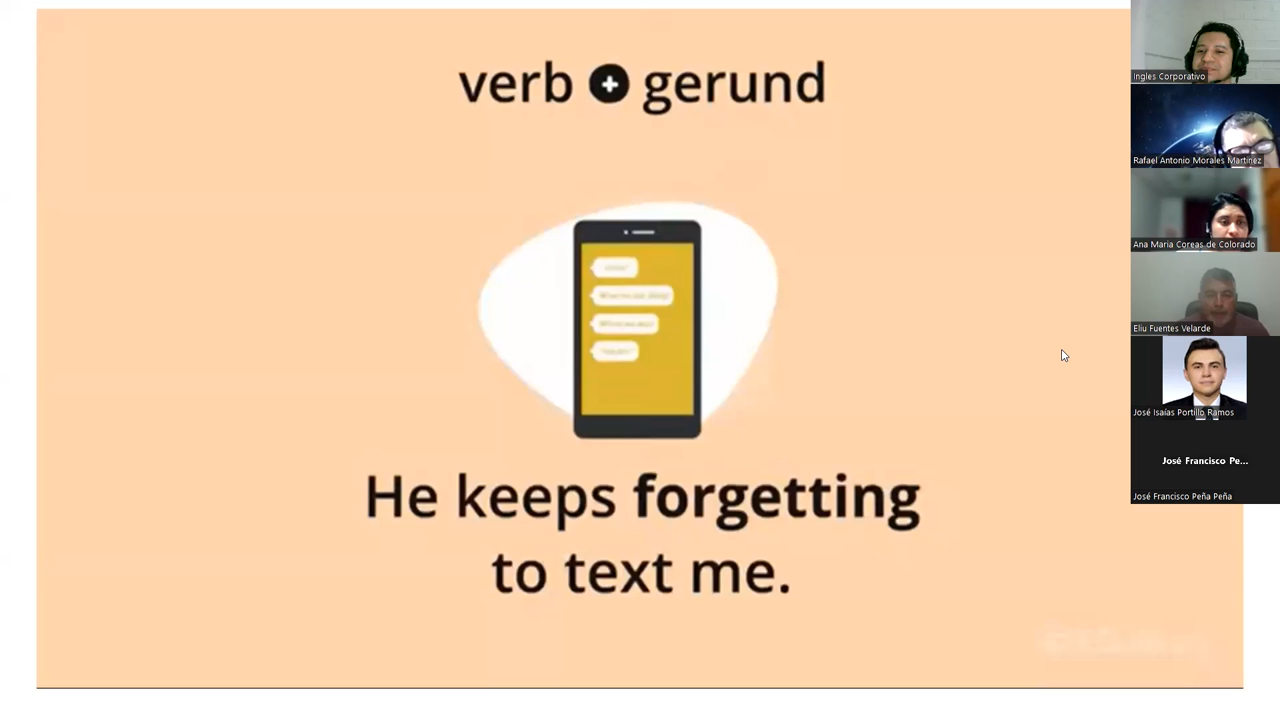 verb + gerund
He keeps forgetting
to text me.
Ingles Corporativo
Rafael Antonio Morales Martinez
Ana Maria Coreas de Colorado
Eliu Fuentes Velarde
José Isaías Portillo Ramos
José Francisco Pe...
José Francisco Peña Peña